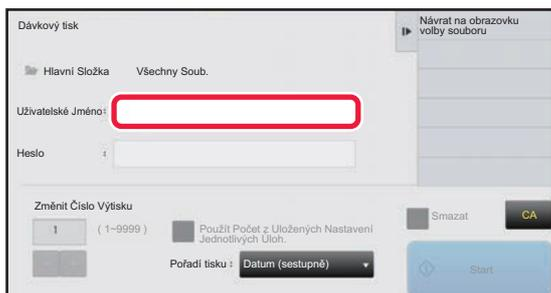 Dávkový tisk
Návrat na obrazovku
volby souboru
Hlavní Složka Všechny Soub.
Uživatelské Jméno:
Heslo :
Změnit Číslo Výtisku
1 ( 1~9999 )
Použít Počet z Uložených Nastavení
Jednotlivých Úloh.
Pořadí tisku : Datum (sestupně)
Smazat
CA
Start